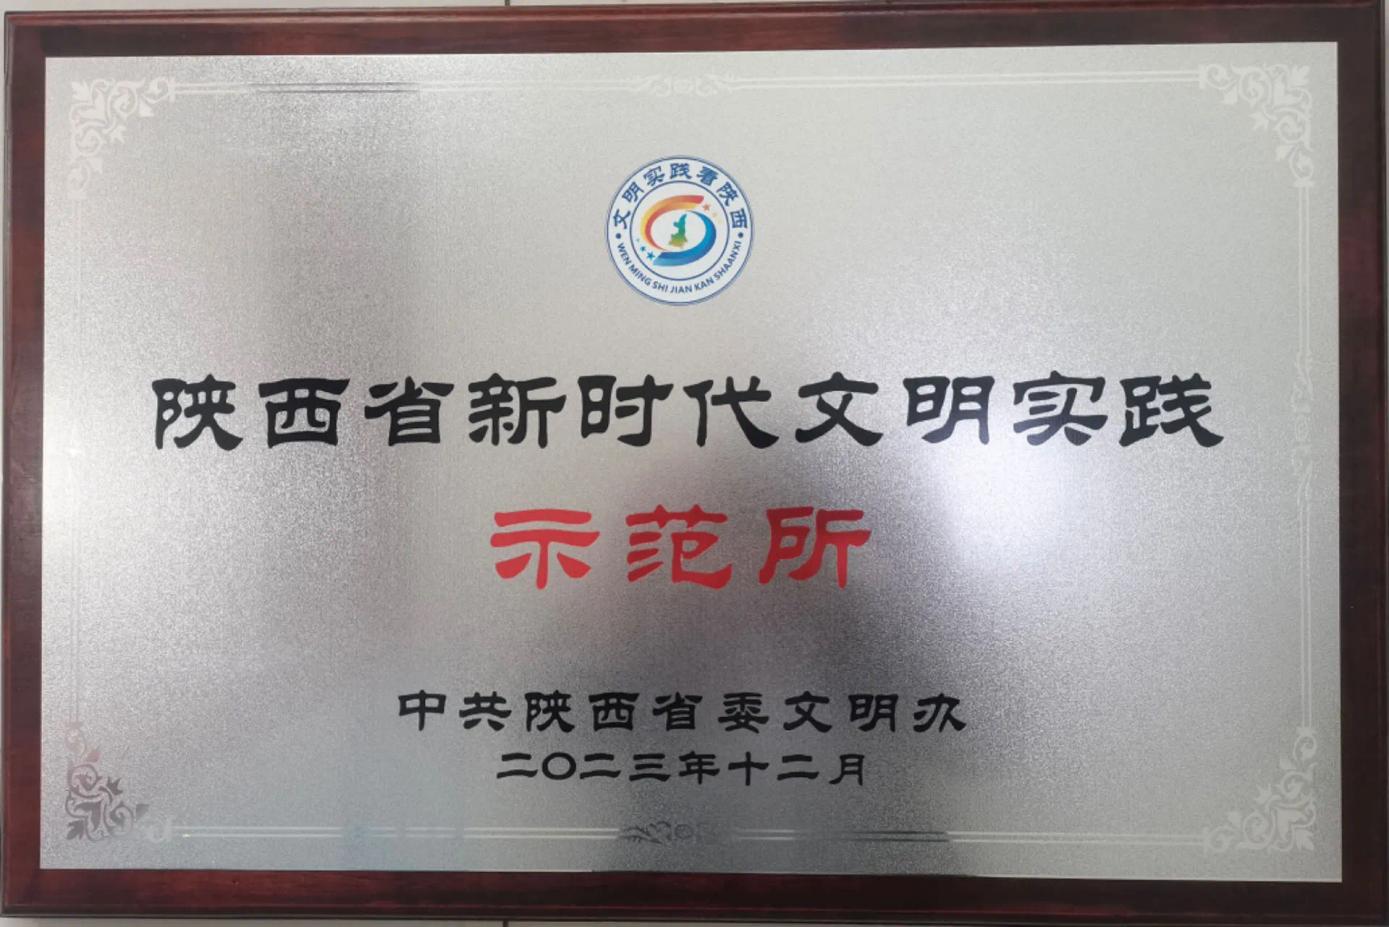 文明实践看陕西
WEN MING SHI JIAN KAN SHAANXI
陕西省新时代文明实践
示范所
中共陕西省委文明办
二〇二三年十二月